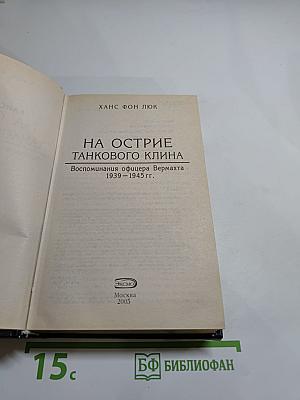 ХАНС ФОН ЛЮК
НА ОСТРИЕ
ТАНКОВОГО КЛИНА
Воспоминания офицера Вермахта
1939—1945 гг.
ЭКСМО
Москва
2005
15с
БФ БИБЛИОФАН